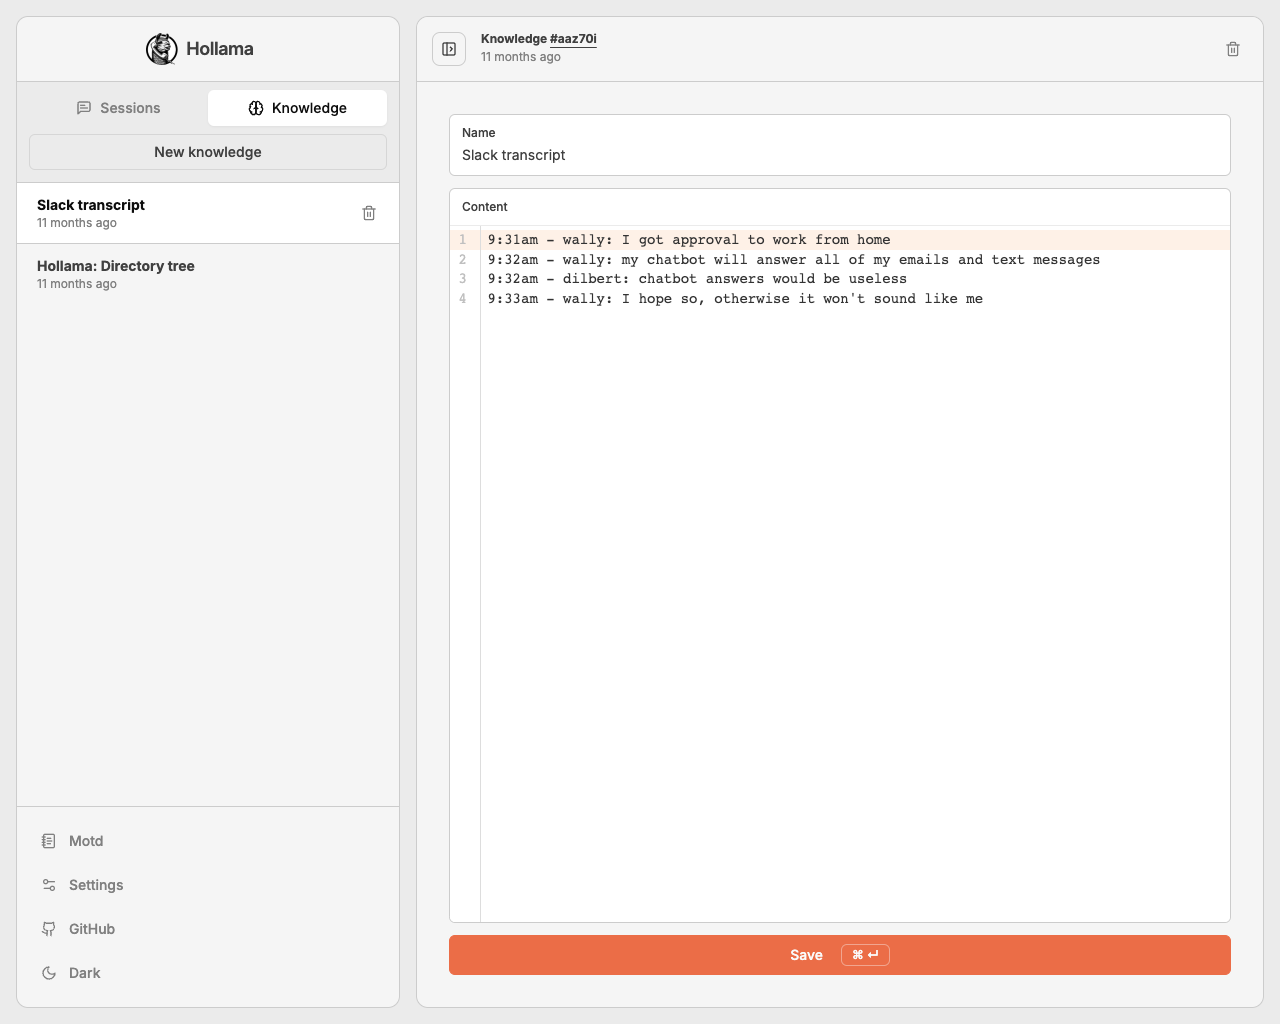 Hollama
Sessions
Knowledge
New knowledge
Slack transcript
11 months ago
Hollama: Directory tree
11 months ago
Motd
Settings
GitHub
Dark
Knowledge #aaz70i
11 months ago
Name
Slack transcript
Content
1 9:31am - wally: I got approval to work from home
2 9:32am - wally: my chatbot will answer all of my emails and text messages
3 9:32am - dilbert: chatbot answers would be useless
4 9:33am - wally: I hope so, otherwise it won't sound like me
Save ⌘ ↵